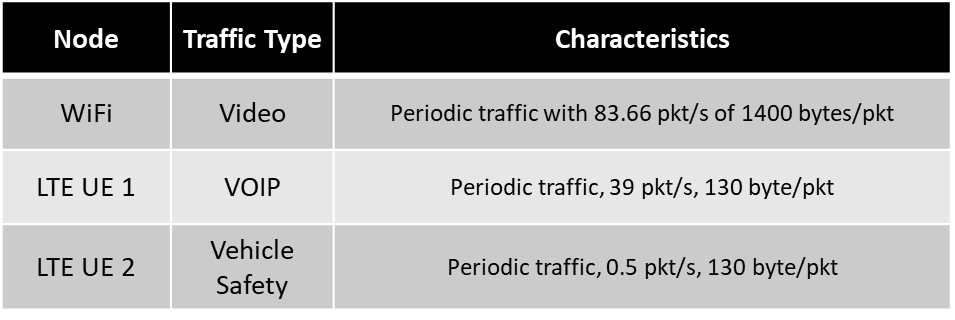 Node Traffic Type Characteristics
WiFi Video Periodic traffic with 83.66 pkt/s of 1400 bytes/pkt
LTE UE 1 VOIP Periodic traffic, 39 pkt/s, 130 byte/pkt
LTE UE 2 Vehicle Safety Periodic traffic, 0.5 pkt/s, 130 byte/pkt